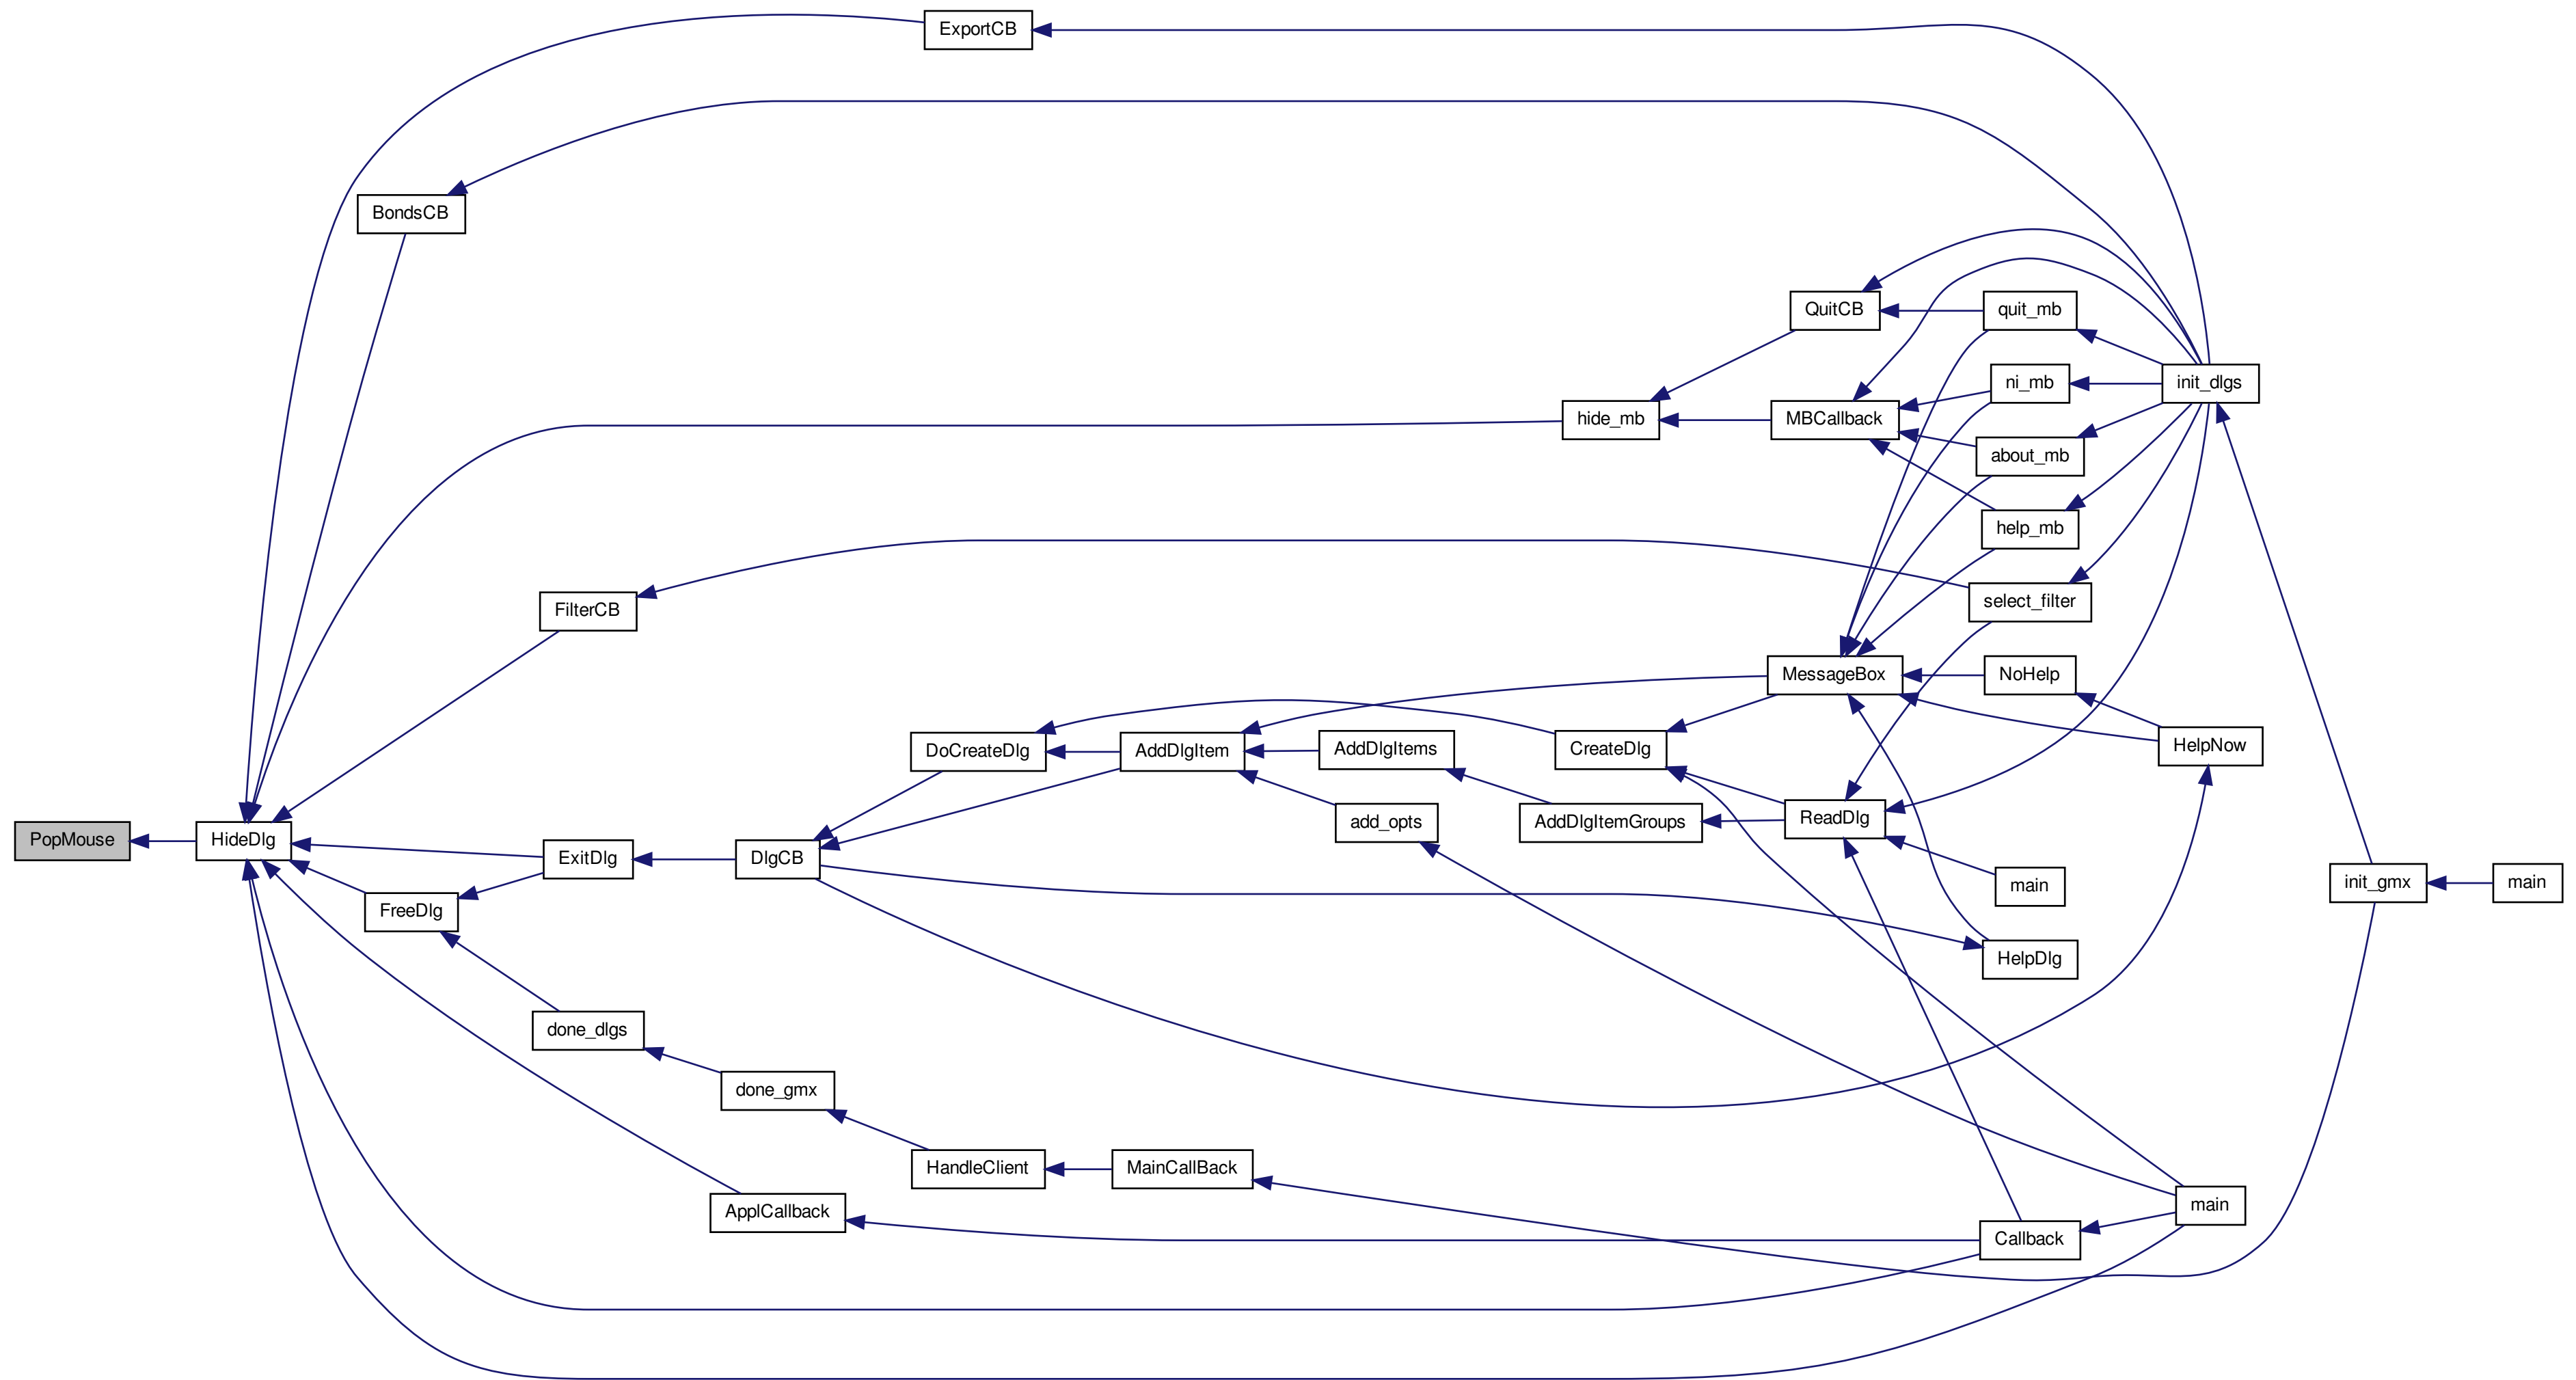 ExportCB
BondsCB
QuitCB
quit_mb
ni_mb
init_dlgs
hide_mb
MBCallback
about_mb
help_mb
FilterCB
select_filter
MessageBox
NoHelp
DoCreateDlg
AddDlgItem
AddDlgItems
CreateDlg
HelpNow
PopMouse
HideDlg
add_opts
AddDlgItemGroups
ReadDlg
ExitDlg
DlgCB
main
init_gmx
main
FreeDlg
HelpDlg
done_dlgs
done_gmx
HandleClient
MainCallBack
ApplCallback
main
Callback